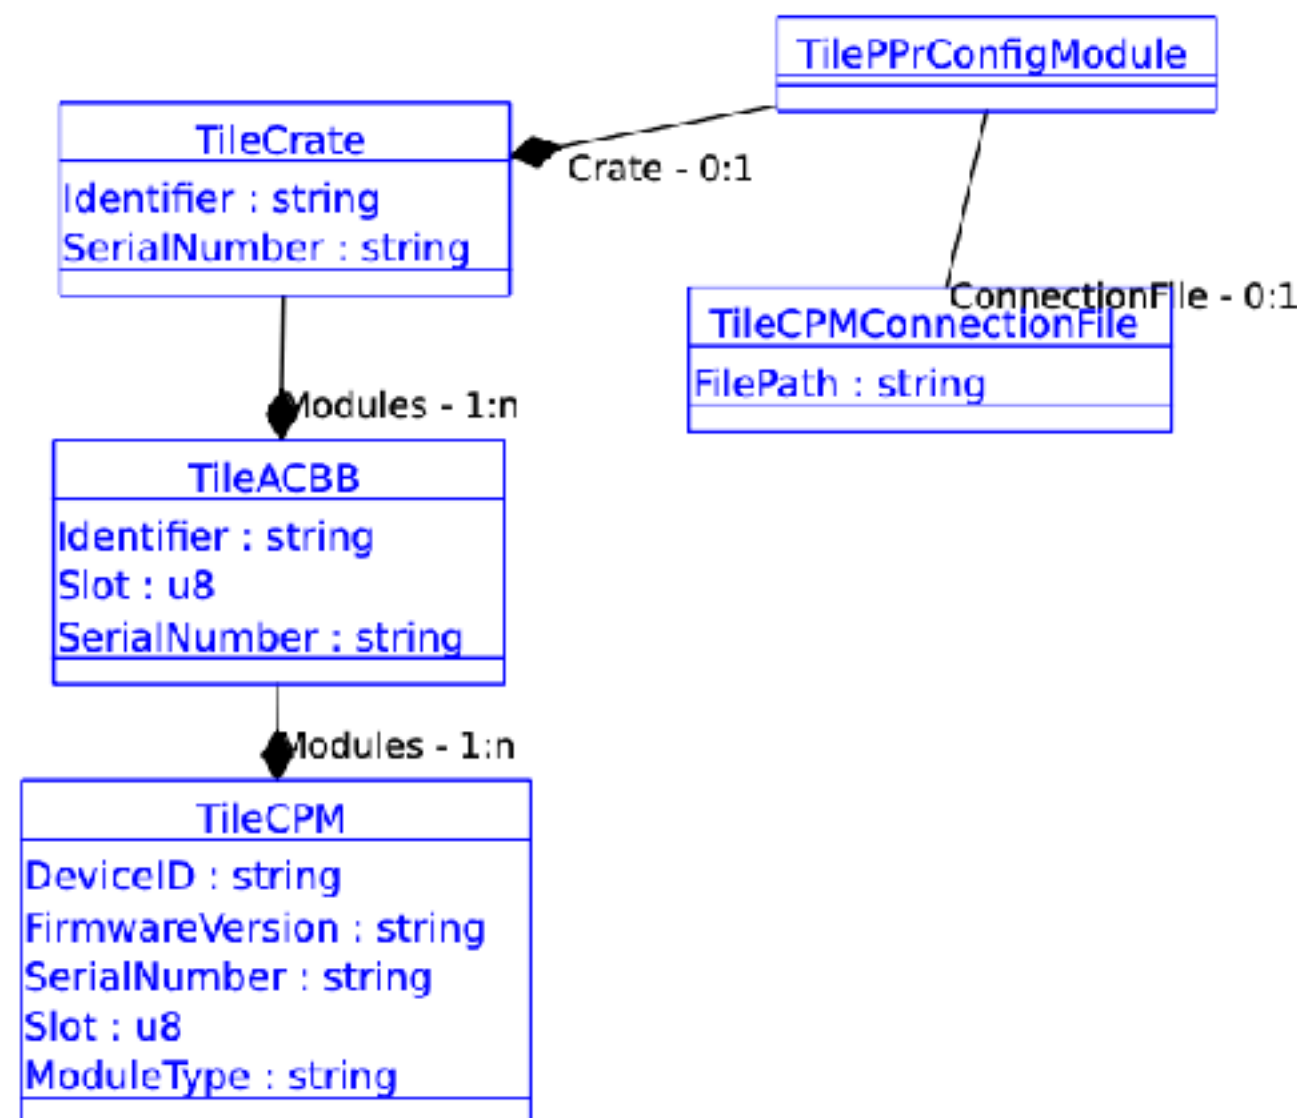 TilePPrConfigModule
TileCrate
Identifier : string
SerialNumber : string
Crate - 0:1
ConnectionFile - 0:1
TileCPMConnectionFile
FilePath : string
Modules - 1:n
TileACBB
Identifier : string
Slot : u8
SerialNumber : string
Modules - 1:n
TileCPM
DeviceID : string
FirmwareVersion : string
SerialNumber : string
Slot : u8
ModuleType : string